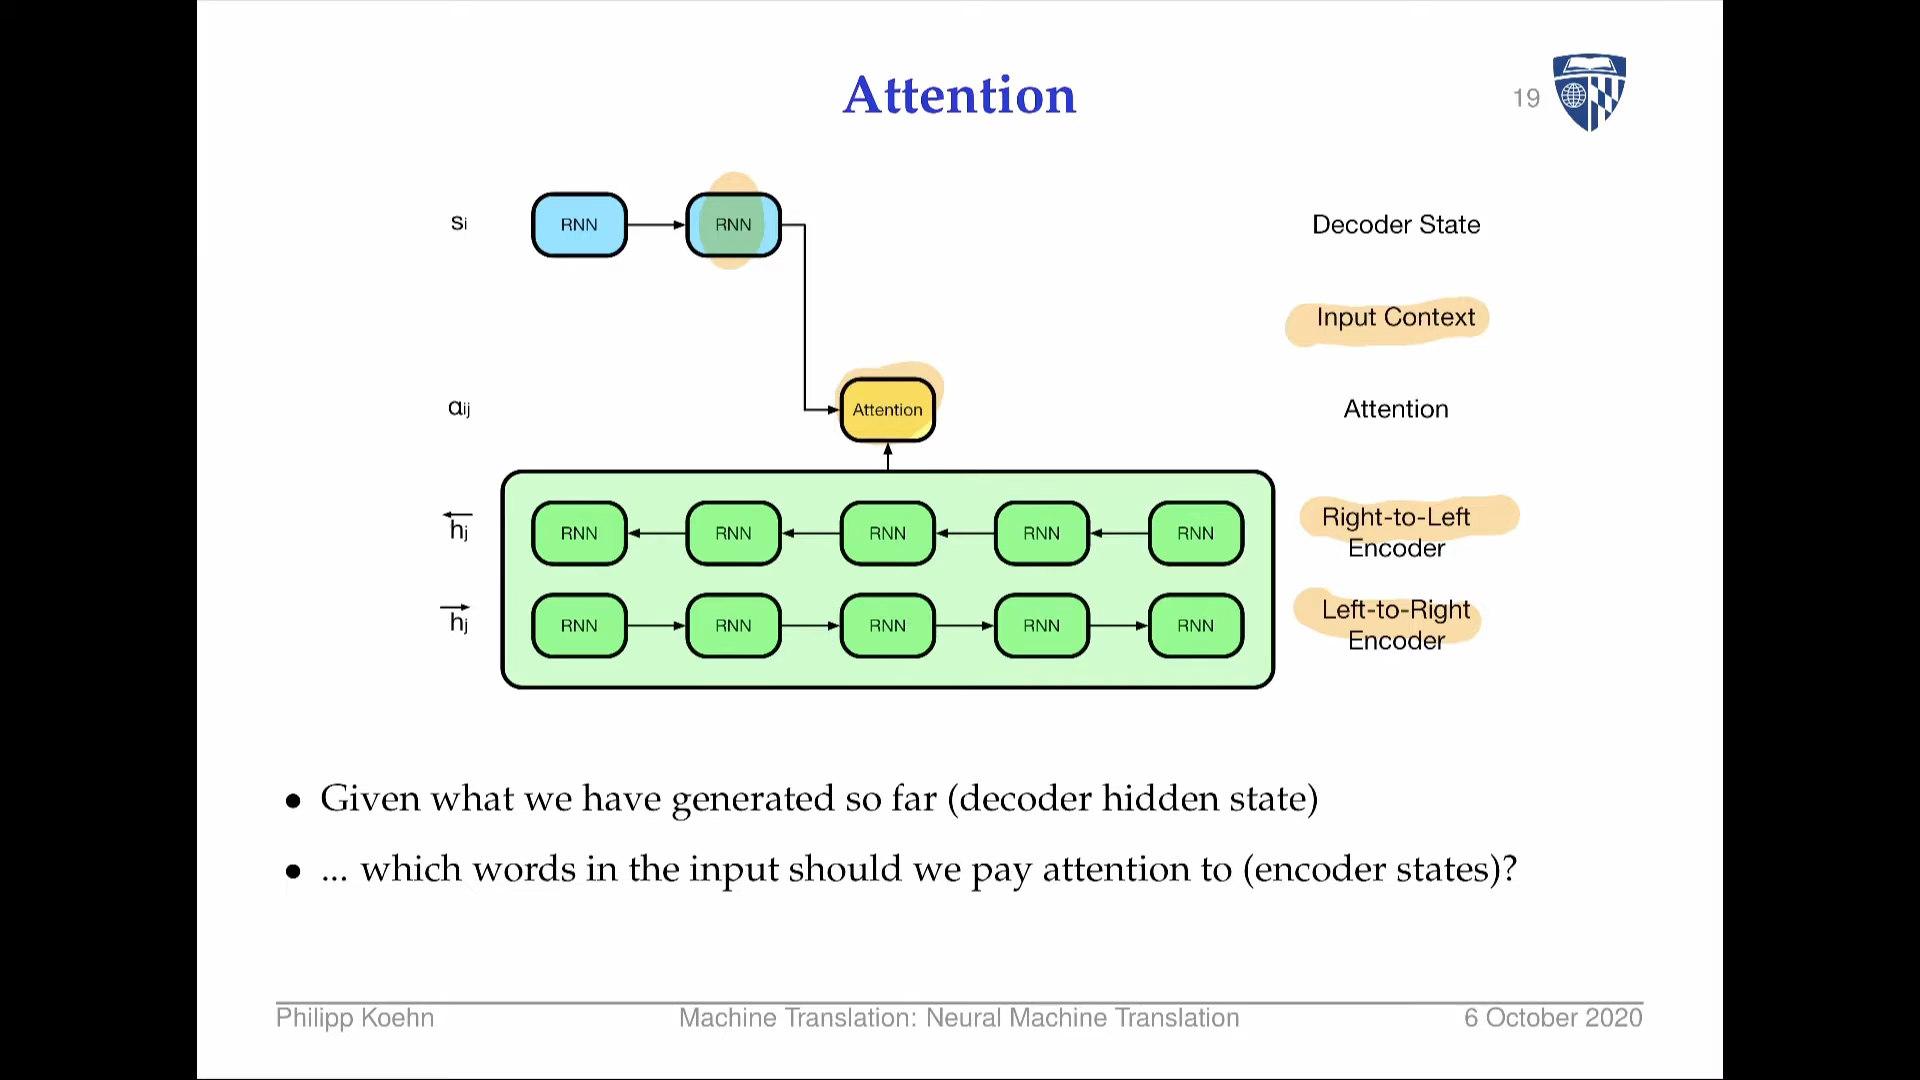 Attention
19
si
RNN
RNN
Decoder State
Input Context
αij
Attention
Attention
hj
RNN
RNN
RNN
RNN
RNN
Right-to-Left
Encoder
hj
RNN
RNN
RNN
RNN
RNN
Left-to-Right
Encoder
• Given what we have generated so far (decoder hidden state)
• ... which words in the input should we pay attention to (encoder states)?
Philipp Koehn
Machine Translation: Neural Machine Translation
6 October 2020